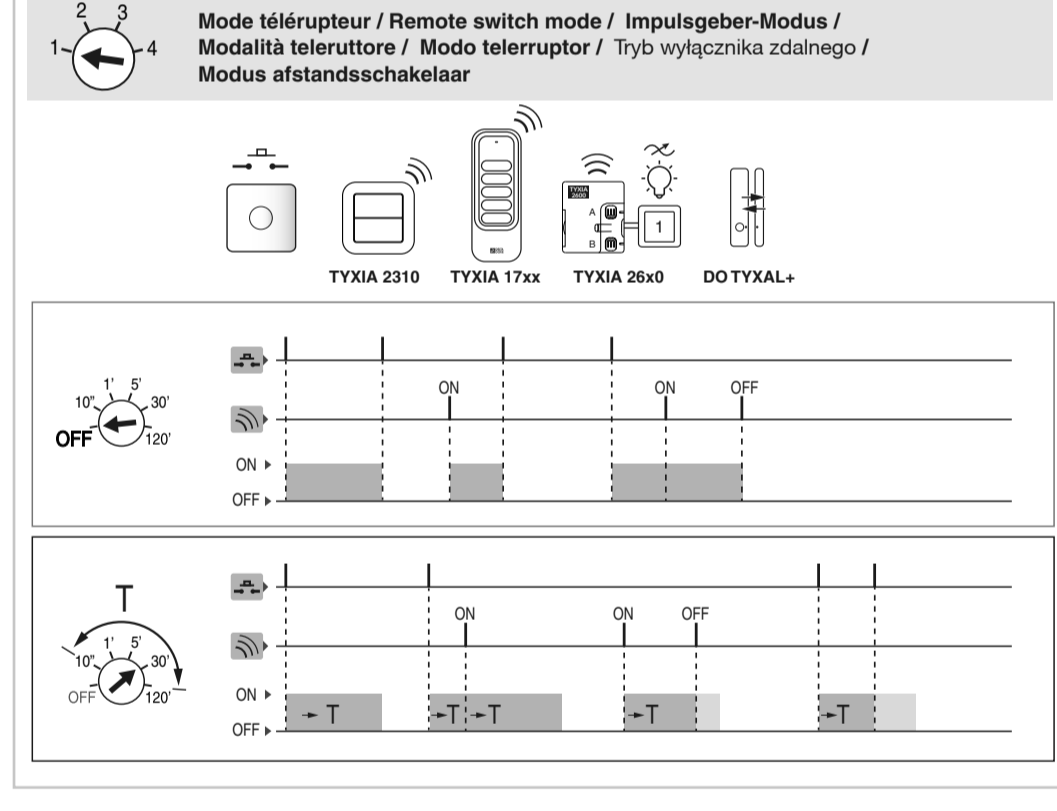 2 3
1 4
Mode télérupteur / Remote switch mode / Impulsgeber-Modus /
Modalità teleruttore / Modo telerruptor / Tryb wyłącznika zdalnego /
Modus afstandsschakelaar
TYXIA
2600
A
1
B
TYXIA 2310 TYXIA 17xx TYXIA 26x0 DO TYXAL+
1' 5'
10" 30'
OFF 120'
ON ON OFF
ON
OFF
T
1' 5'
10" 30'
OFF 120'
ON ON OFF
ON
T T T T T
OFF